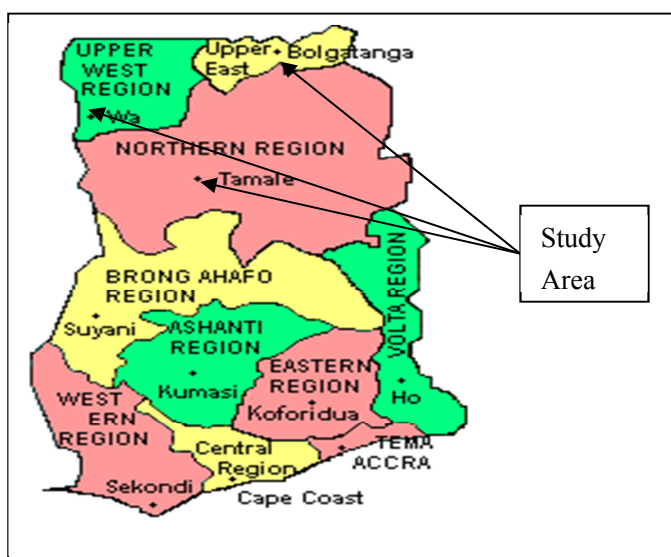 UPPER
WEST
REGION
Wa
Upper
East
Bolgatanga
NORTHERN REGION
Tamale
Study
Area
BRONG AHAFO
REGION
Suyani
VOLTA REGION
ASHANTI
REGION
Kumasi
EASTERN
REGION
Koforidua
Ho
WEST
ERN
REGION
Sekondi
Central
Region
Cape Coast
TEMA
ACCRA